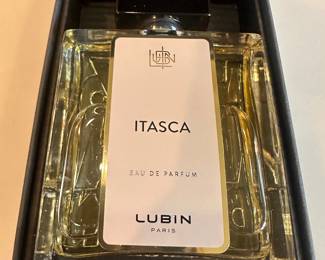 LUBIN
ITASCA
EAU DE PARFUM
LUBIN
PARIS